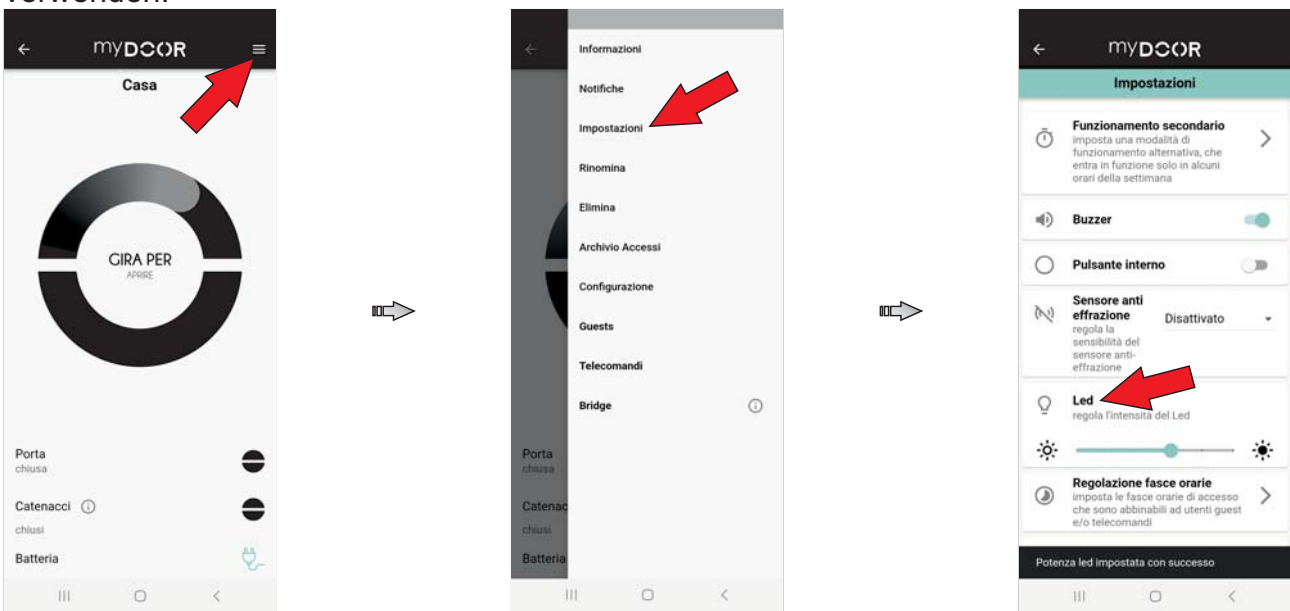 verwenden.
myDOOR
Casa
GIRA PER
APRIRE
Porta
chiusa
Catenacci
chiusi
Batteria
Informazioni
Notifiche
Impostazioni
Rinomina
Elimina
Archivio Accessi
Configurazione
Guests
Telecomandi
Bridge
Porta
chiusa
Catenac
chiusi
Batteria
myDOOR
Impostazioni
Funzionamento secondario
imposta una modalità di
funzionamento alternativa, che
entra in funzione solo in alcuni
orari della settimana
Buzzer
Pulsante interno
Sensore anti
effrazione
Disattivato
regola la
sensibilità del
sensore anti-
effrazione
Led
regola l'intensità del Led
Regolazione fasce orarie
imposta le fasce orarie di accesso
che sono abbinabili ad utenti guest
e/o telecomandi
Potenza led impostata con successo